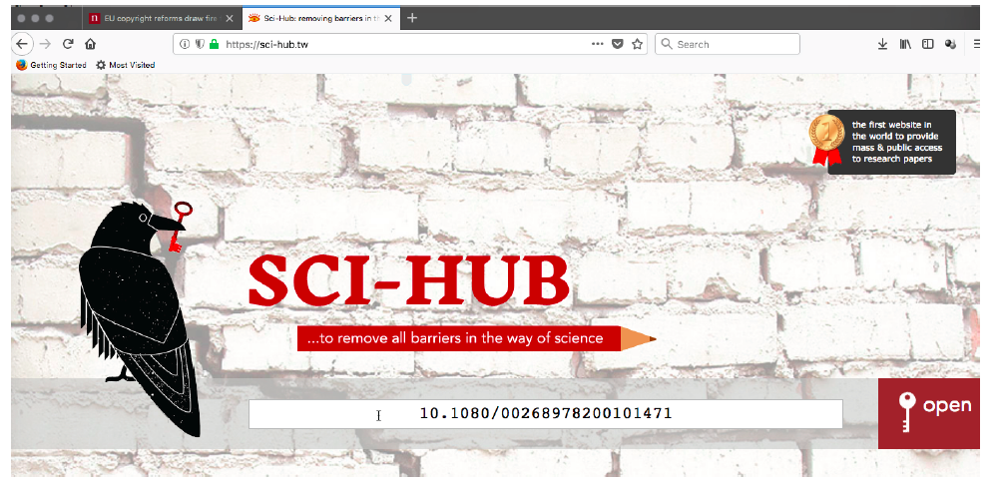 EU copyright reforms draw fire
Sci-Hub: removing barriers in th
https://sci-hub.tw
Search
Getting Started
Most Visited
1
the first website in
the world to provide
mass & public access
to research papers
SCI-HUB
...to remove all barriers in the way of science
10.1080/00268978200101471
open